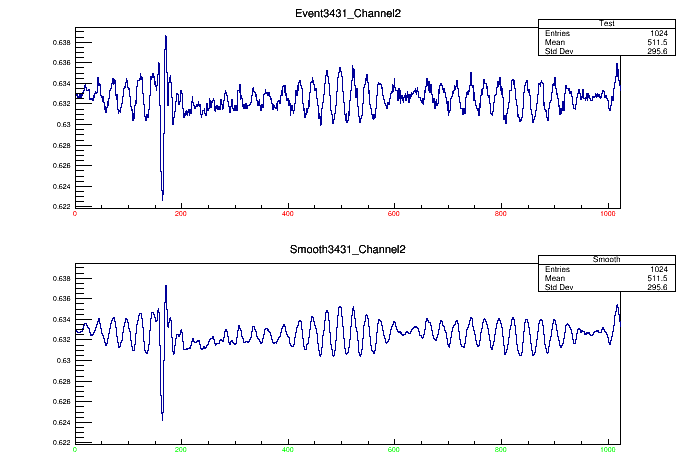 Event3431_Channel2
Test
Entries 1024
Mean 511.5
Std Dev 295.6
0.638
0.636
0.634
0.632
0.63
0.628
0.626
0.624
0.622
0 200 400 600 800 1000
Smooth3431_Channel2
Smooth
Entries 1024
Mean 511.5
Std Dev 295.6
0.638
0.636
0.634
0.632
0.63
0.628
0.626
0.624
0.622
0 200 400 600 800 1000